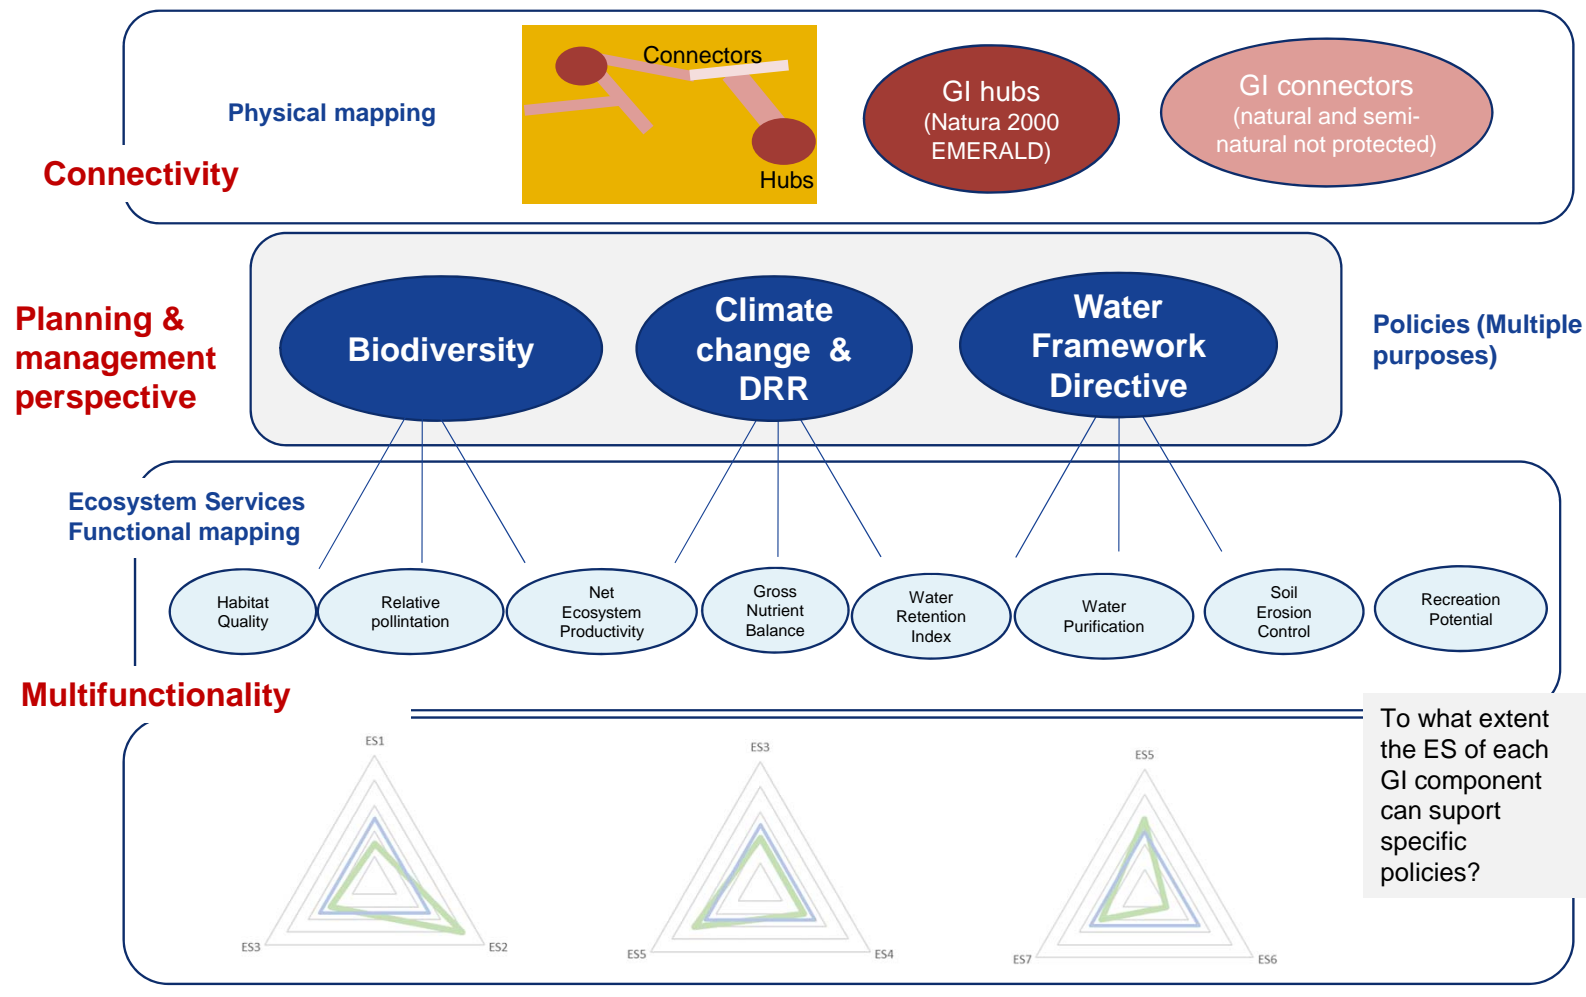 Connectors
Hubs
GI hubs
(Natura 2000
EMERALD)
GI connectors
(natural and semi-
natural not protected)
Physical mapping
Connectivity
Planning &
management
perspective
Biodiversity
Climate
change &
DRR
Water
Framework
Directive
Policies (Multiple
purposes)
Ecosystem Services
Functional mapping
Habitat
Quality
Relative
pollintation
Net
Ecosystem
Productivity
Gross
Nutrient
Balance
Water
Retention
Index
Water
Purification
Soil
Erosion
Control
Recreation
Potential
Multifunctionality
To what extent
the ES of each
GI component
can suport
specific
policies?
ES1
ES3
ES2
ES3
ES5
ES4
ES5
ES7
ES6